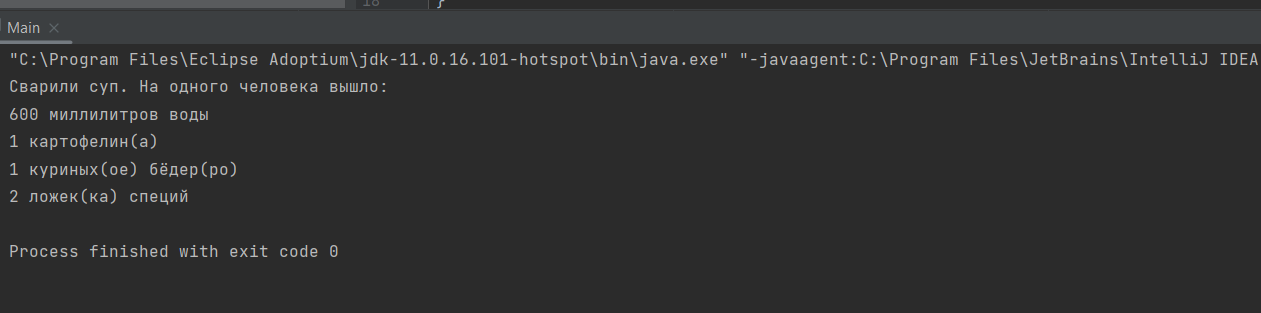 18 }
Main
"C:\Program Files\Eclipse Adoptium\jdk-11.0.16.101-hotspot\bin\java.exe" "-javaagent:C:\Program Files\JetBrains\IntelliJ IDEA
Сварили суп. На одного человека вышло:
600 миллилитров воды
1 картофелин(а)
1 куриных(ое) бёдер(ро)
2 ложек(ка) специй
Process finished with exit code 0